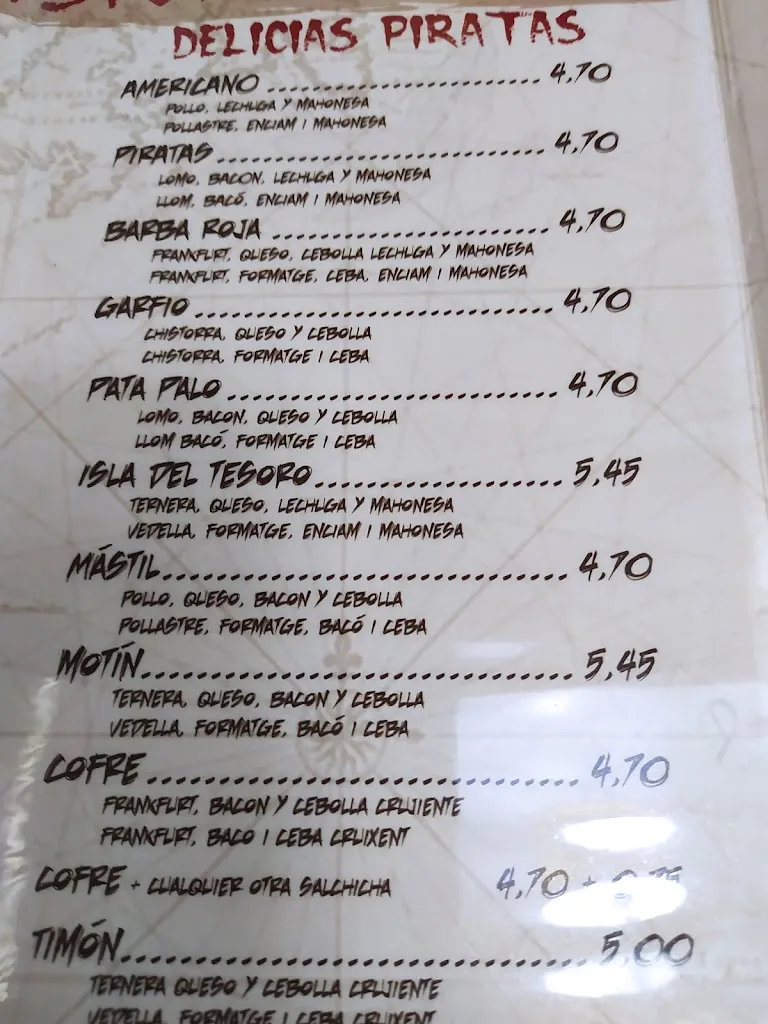 DELICIAS PIRATAS
AMERICANO ........................ 4,70
POLLO, LECHUGA Y MAHONESA
POLLASTRE, ENCIAM I MAHONESA
PIRATAS ........................ 4,70
LOMO, BACON, LECHUGA Y MAHONESA
LLOM, BACÓ, ENCIAM I MAHONESA
BARBA ROJA ........................ 4,70
FRANKFURT, QUESO, CEBOLLA LECHUGA Y MAHONESA
FRANKFURT, FORMATGE, CEBA, ENCIAM I MAHONESA
GARFIO ........................ 4,70
CHISTORRA, QUESO Y CEBOLLA
CHISTORRA, FORMATGE I CEBA
PATA PALO ........................ 4,70
LOMO, BACON, QUESO Y CEBOLLA
LLOM BACÓ, FORMATGE I CEBA
ISLA DEL TESORO ........................ 5,45
TERNERA, QUESO, LECHUGA Y MAHONESA
VEDELLA, FORMATGE, ENCIAM I MAHONESA
MÁSTIL ........................ 4,70
POLLO, QUESO, BACON Y CEBOLLA
POLLASTRE, FORMATGE, BACÓ I CEBA
MOTÍN ........................ 5,45
TERNERA, QUESO, BACON Y CEBOLLA
VEDELLA, FORMATGE, BACÓ I CEBA
COFRE ........................ 4,70
FRANKFURT, BACON Y CEBOLLA CRUJIENTE
FRANKFURT, BACO I CEBA CRUIXENT
COFRE + CUALQUIER OTRA SALCHICHA 4,70 +
TIMÓN ........................ 5,00
TERNERA QUESO Y CEBOLLA CRUJIENTE
VEDELLA, FORMATGE I CEBA CRUIXENT